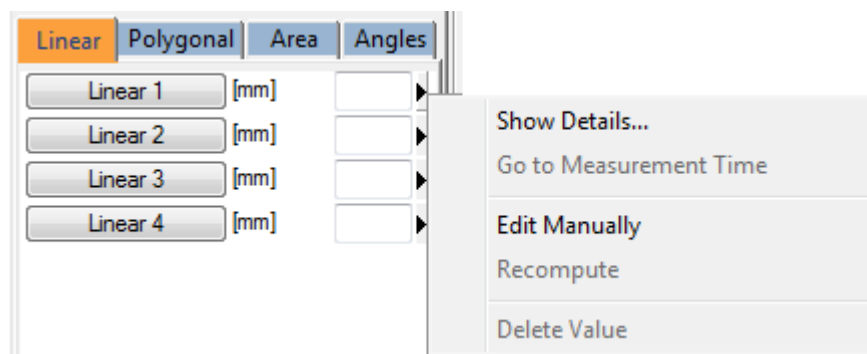 Linear Polygonal Area Angles
Linear 1 [mm]
Linear 2 [mm]
Linear 3 [mm]
Linear 4 [mm]
Show Details...
Go to Measurement Time
Edit Manually
Recompute
Delete Value